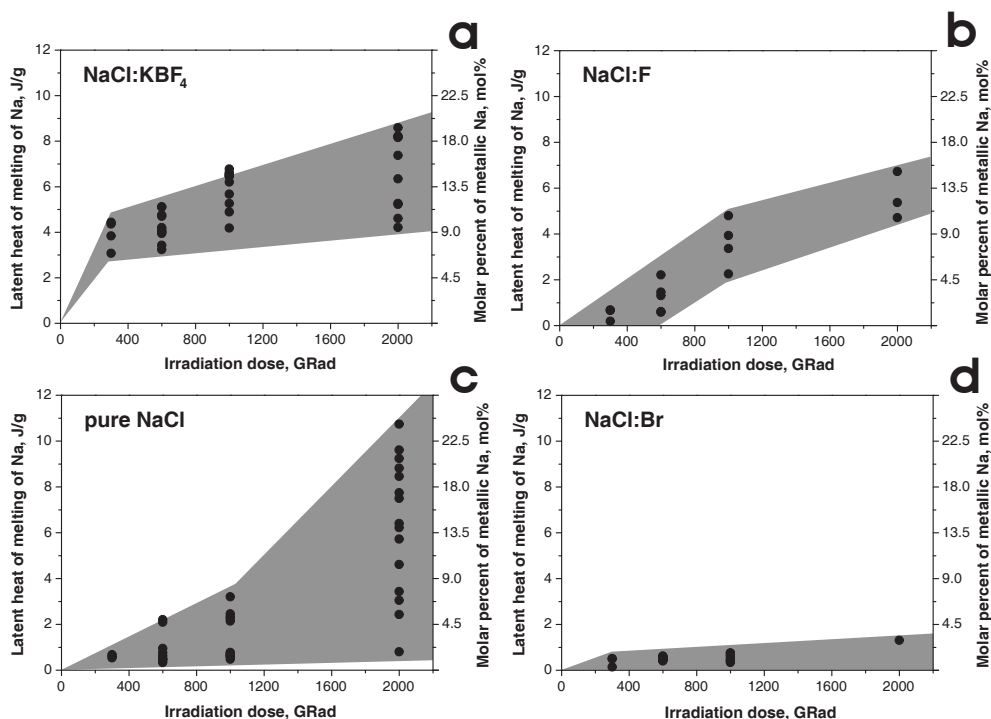 a
NaCl:KBF4
Latent heat of melting of Na, J/g
12
10
8
6
4
2
0
22.5
18.0
13.5
9.0
4.5
Molar percent of metallic Na, mol%
0 400 800 1200 1600 2000
Irradiation dose, GRad
b
NaCl:F
Latent heat of melting of Na, J/g
12
10
8
6
4
2
0
22.5
18.0
13.5
9.0
4.5
Molar percent of metallic Na, mol%
0 400 800 1200 1600 2000
Irradiation dose, GRad
c
pure NaCl
Latent heat of melting of Na, J/g
12
10
8
6
4
2
0
22.5
18.0
13.5
9.0
4.5
Molar percent of metallic Na, mol%
0 400 800 1200 1600 2000
Irradiation dose, GRad
d
NaCl:Br
Latent heat of melting of Na, J/g
12
10
8
6
4
2
0
22.5
18.0
13.5
9.0
4.5
Molar percent of metallic Na, mol%
0 400 800 1200 1600 2000
Irradiation dose, GRad